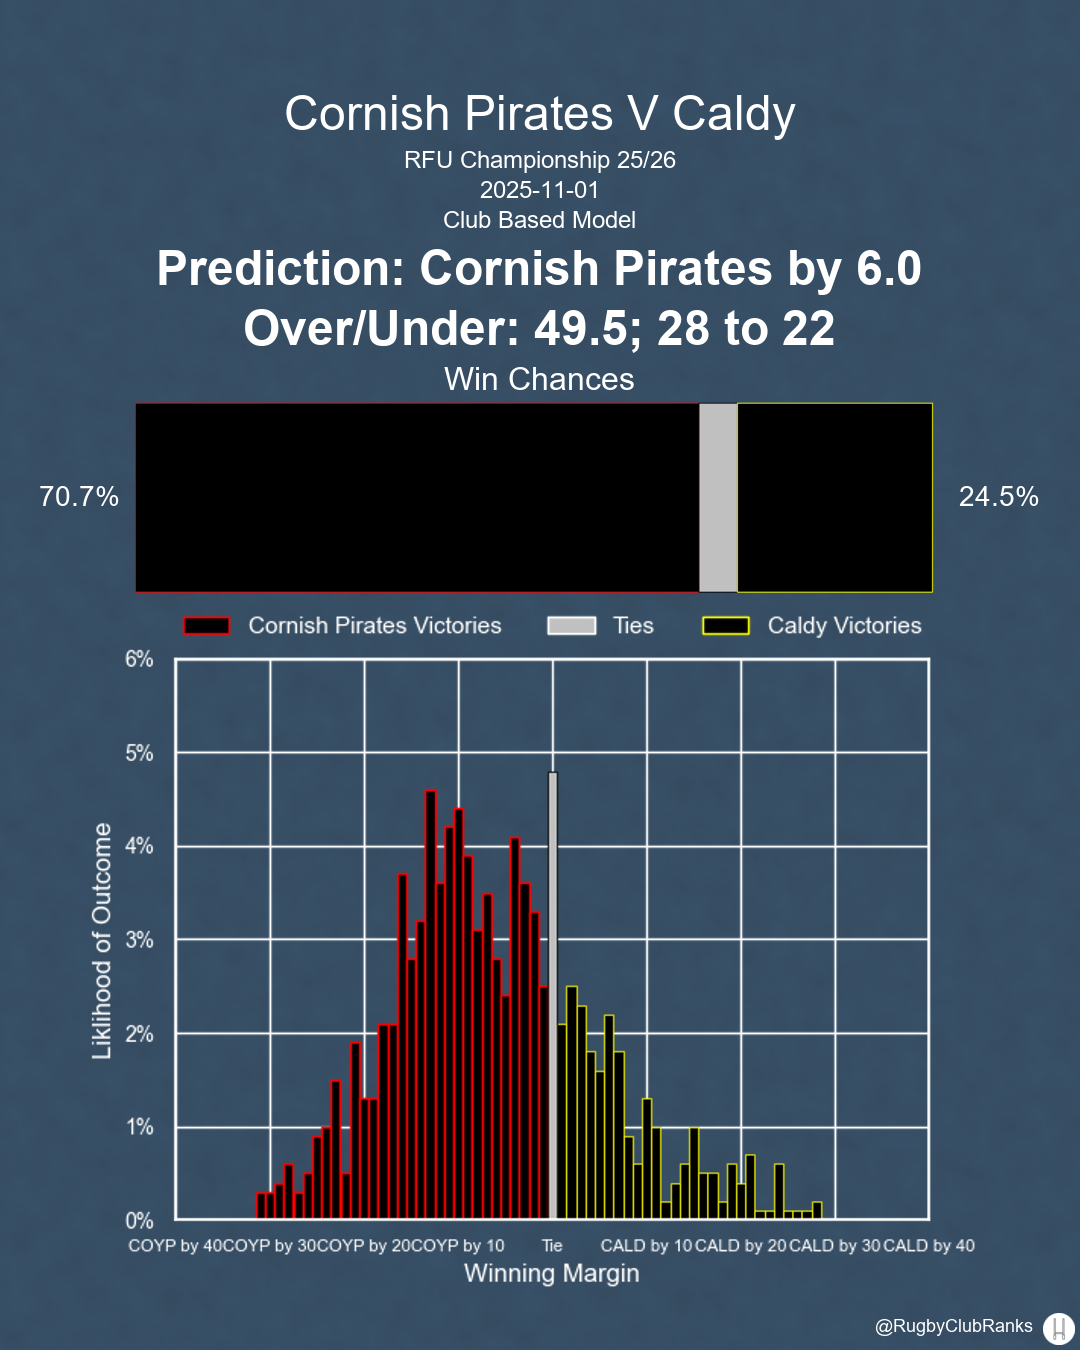 Cornish Pirates V Caldy
RFU Championship 25/26
2025-11-01
Club Based Model
Prediction: Cornish Pirates by 6.0
Over/Under: 49.5; 28 to 22
Win Chances
70.7%
24.5%
Cornish Pirates Victories
Ties
Caldy Victories
6%
5%
4%
3%
2%
1%
0%
Liklihood of Outcome
COYP by 40 COYP by 30 COYP by 20 COYP by 10 Tie CALD by 10 CALD by 20 CALD by 30 CALD by 40
Winning Margin
@RugbyClubRanks